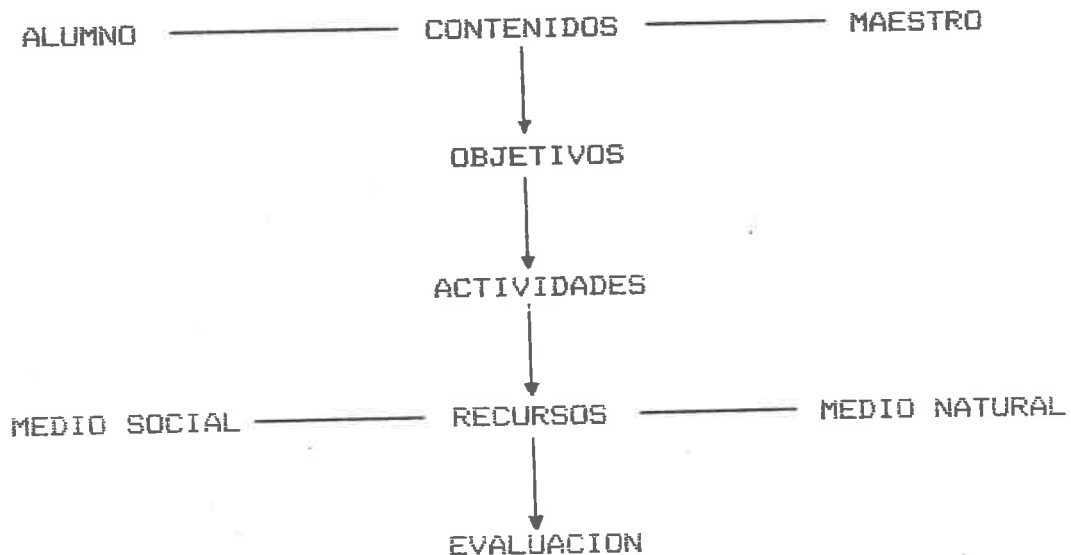 ALUMNO CONTENIDOS MAESTRO
OBJETIVOS
ACTIVIDADES
MEDIO SOCIAL RECURSOS MEDIO NATURAL
EVALUACION